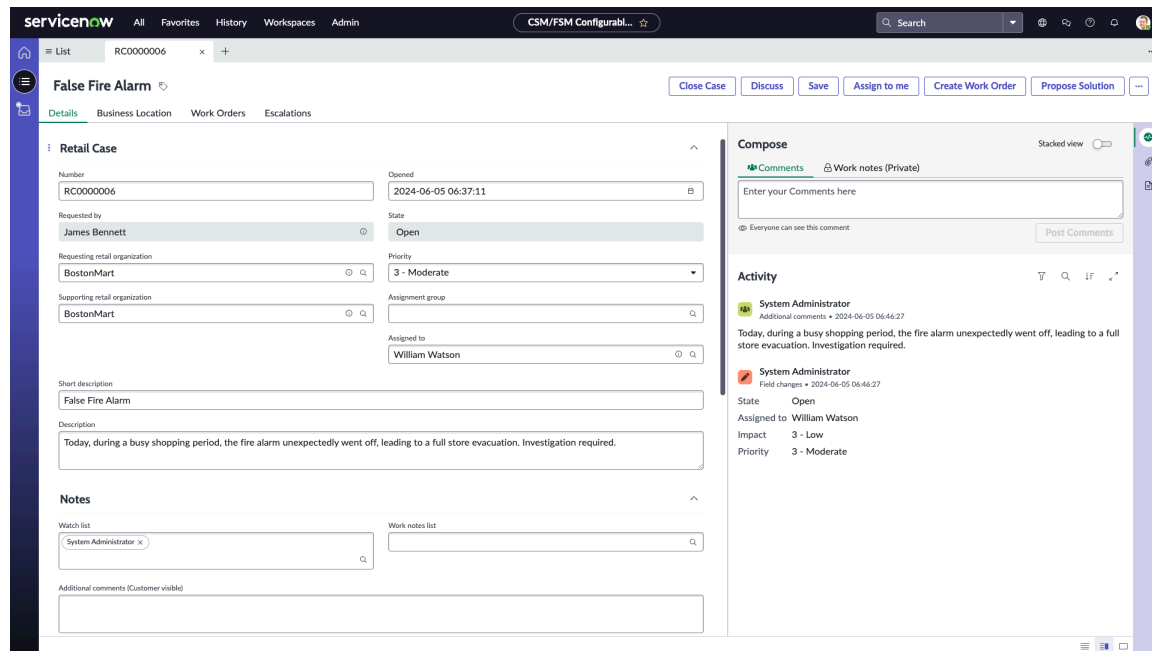 servicenow All Favorites History Workspaces Admin CSM/FSM Configurabl... Search
List RC0000006
False Fire Alarm Close Case Discuss Save Assign to me Create Work Order Propose Solution
Details Business Location Work Orders Escalations
Retail Case
Number
RC0000006
Opened
2024-06-05 06:37:11
Requested by
James Bennett
State
Open
Requesting retail organization
BostonMart
Priority
3 - Moderate
Supporting retail organization
BostonMart
Assignment group
Assigned to
William Watson
Short description
False Fire Alarm
Description
Today, during a busy shopping period, the fire alarm unexpectedly went off, leading to a full store evacuation. Investigation required.
Notes
Watch list
System Administrator
Work notes list
Additional comments (Customer visible)
Compose Stacked view
Comments Work notes (Private)
Enter your Comments here
Everyone can see this comment
Post Comments
Activity
System Administrator
Additional comments • 2024-06-05 06:46:27
Today, during a busy shopping period, the fire alarm unexpectedly went off, leading to a full
store evacuation. Investigation required.
System Administrator
Field changes • 2024-06-05 06:46:27
State Open
Assigned to William Watson
Impact 3 - Low
Priority 3 - Moderate